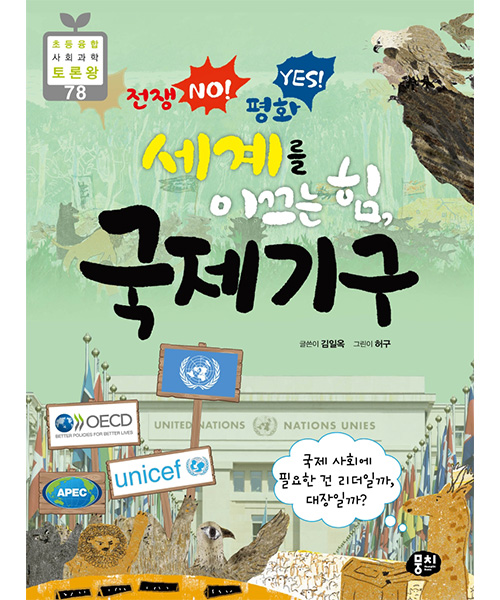 초등융합
사회과학
토론왕
78
전쟁 NO!
평화 YES!
세계를
이끄는 힘,
국제기구
글쓴이 김일옥 그린이 허구
OECD
BETTER POLICIES FOR BETTER LIVES
UNITED NATIONS NATIONS UNIES
unicef
APEC
국제 사회에
필요한 건 리더일까,
대장일까?
뭉치